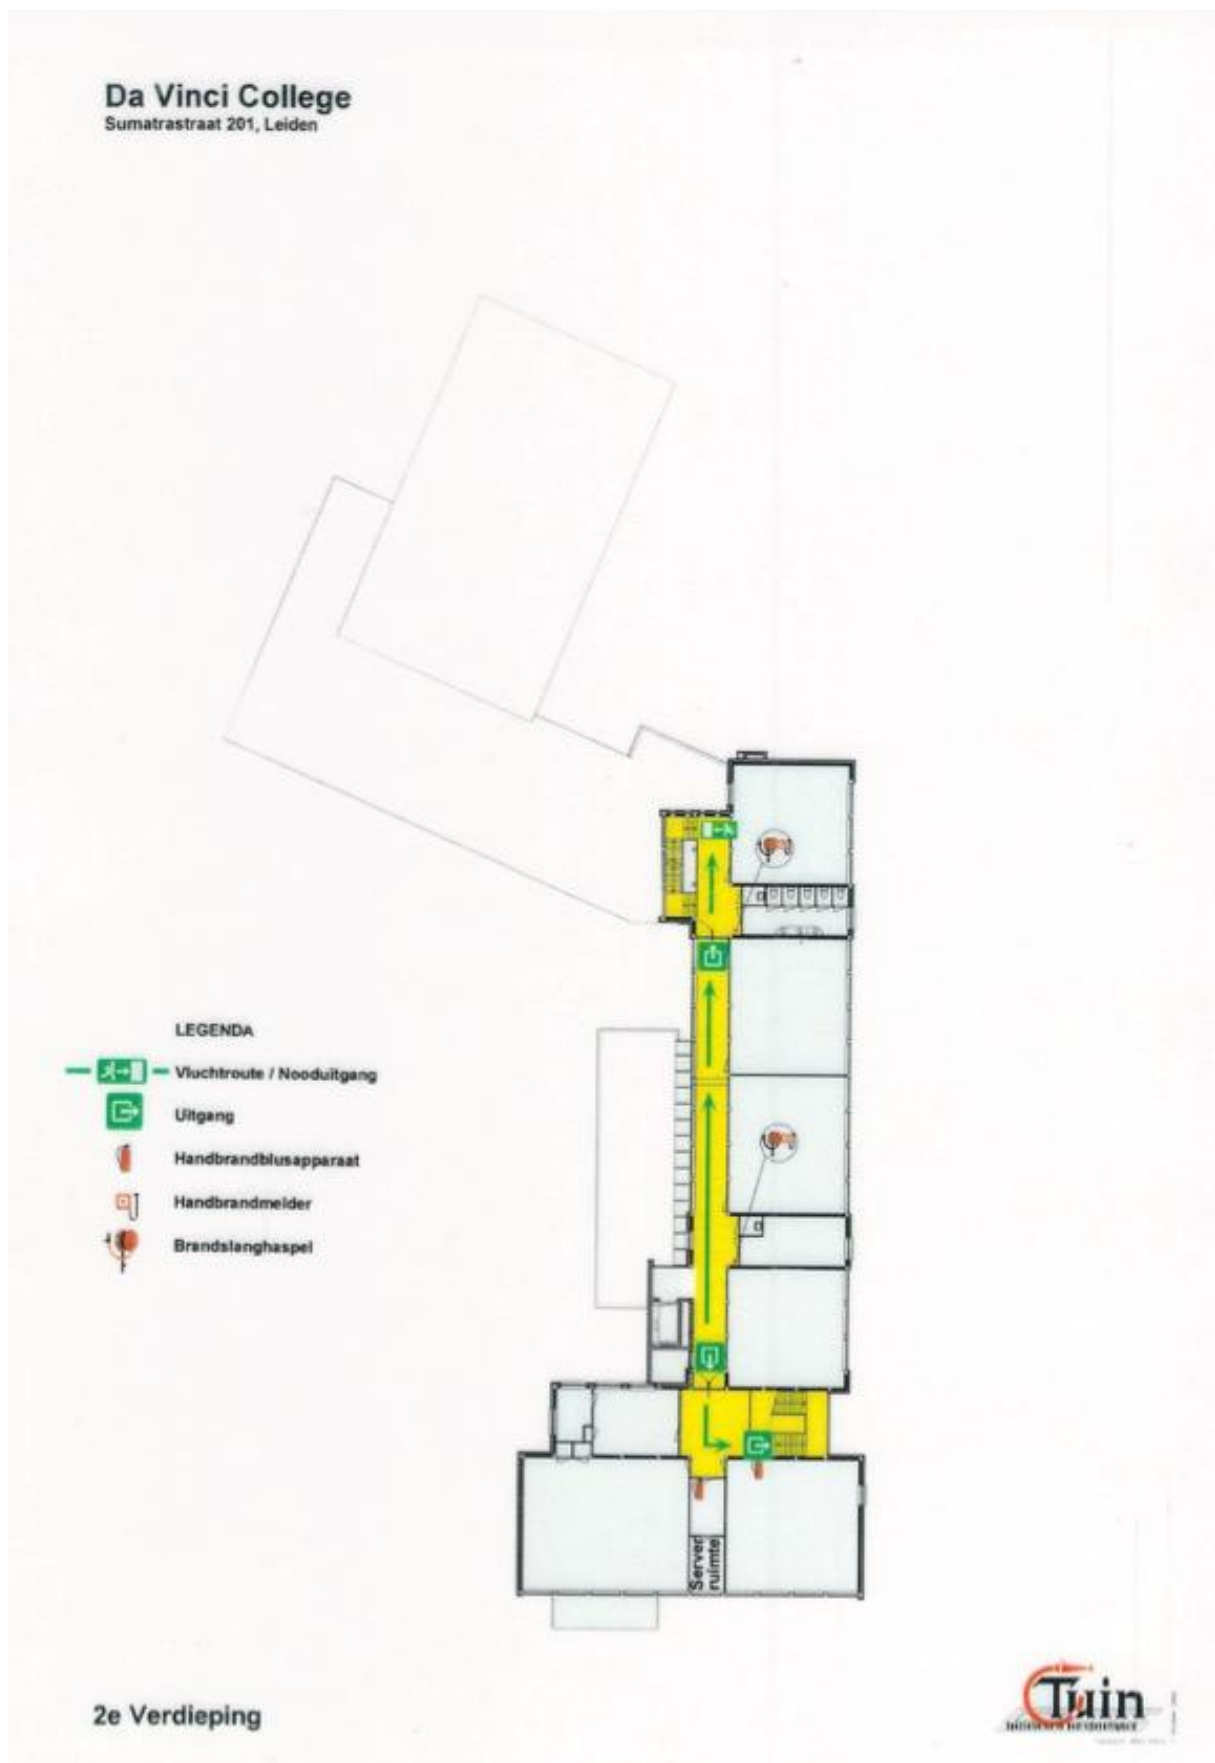 Da Vinci College
Sumatrastraat 201, Leiden
LEGENDA
Vluchtroute / Nooduitgang
Uitgang
Handbrandblusapparaat
Handbrandmelder
Brandslanghaspel
Server
ruimte
2e Verdieping
Tuin